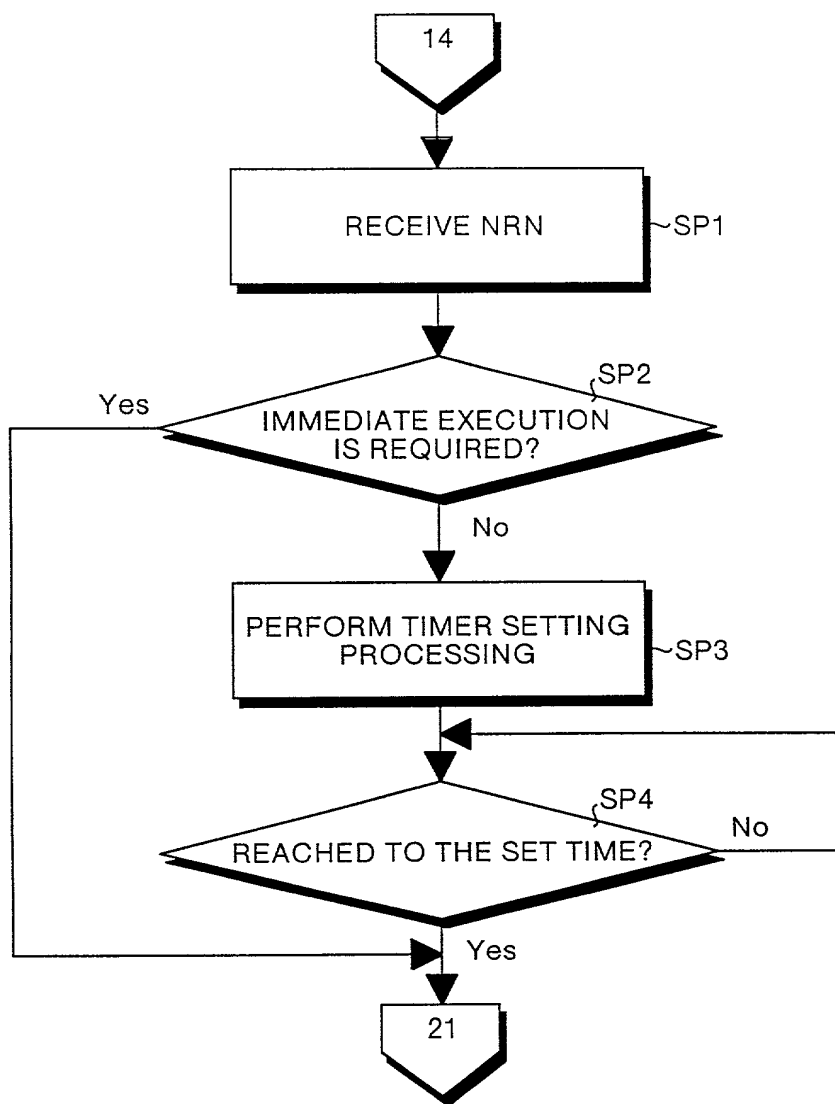 14
RECEIVE NRN
SP1
SP2
Yes
IMMEDIATE EXECUTION
IS REQUIRED?
No
PERFORM TIMER SETTING
PROCESSING
SP3
SP4
No
REACHED TO THE SET TIME?
Yes
21